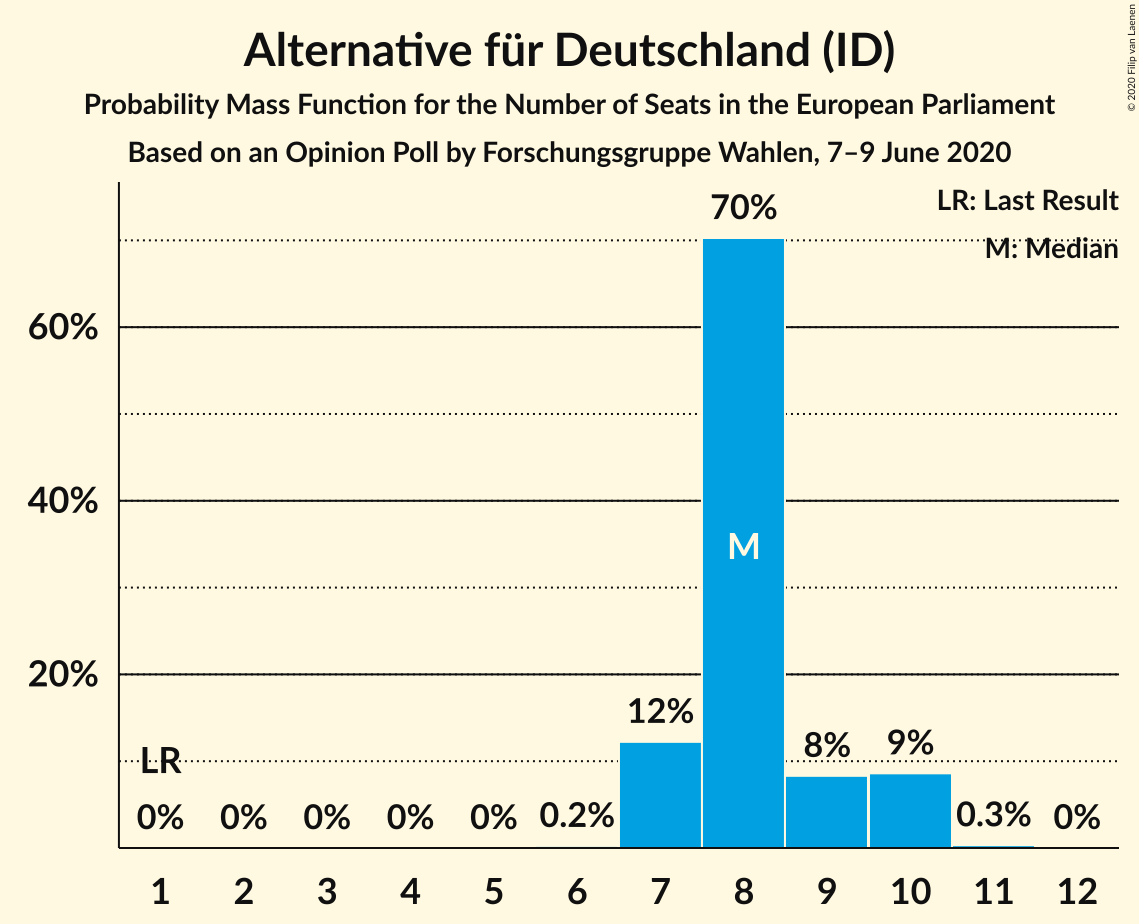 Alternative für Deutschland (ID)
Probability Mass Function for the Number of Seats in the European Parliament
Based on an Opinion Poll by Forschungsgruppe Wahlen, 7–9 June 2020
© 2020 Filip van Laenen
LR: Last Result
M: Median
60%
40%
20%
LR
0% 0% 0% 0% 0% 0.2% 12% 70% 8% 9% 0.3% 0%
M
1 2 3 4 5 6 7 8 9 10 11 12